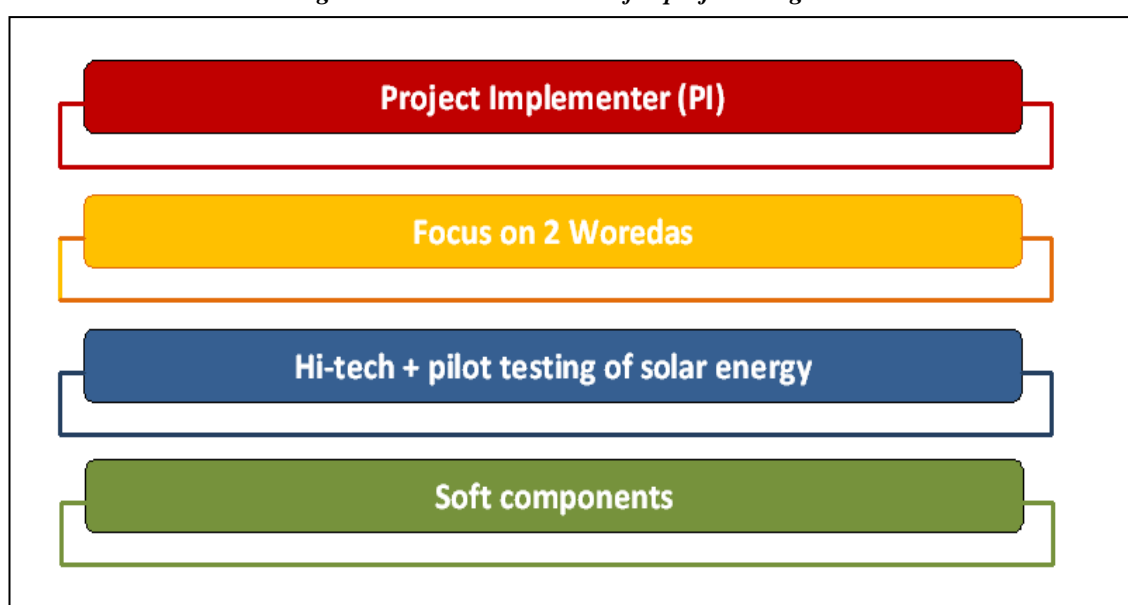 Project Implementer (PI)
Focus on 2 Woredas
Hi-tech + pilot testing of solar energy
Soft components